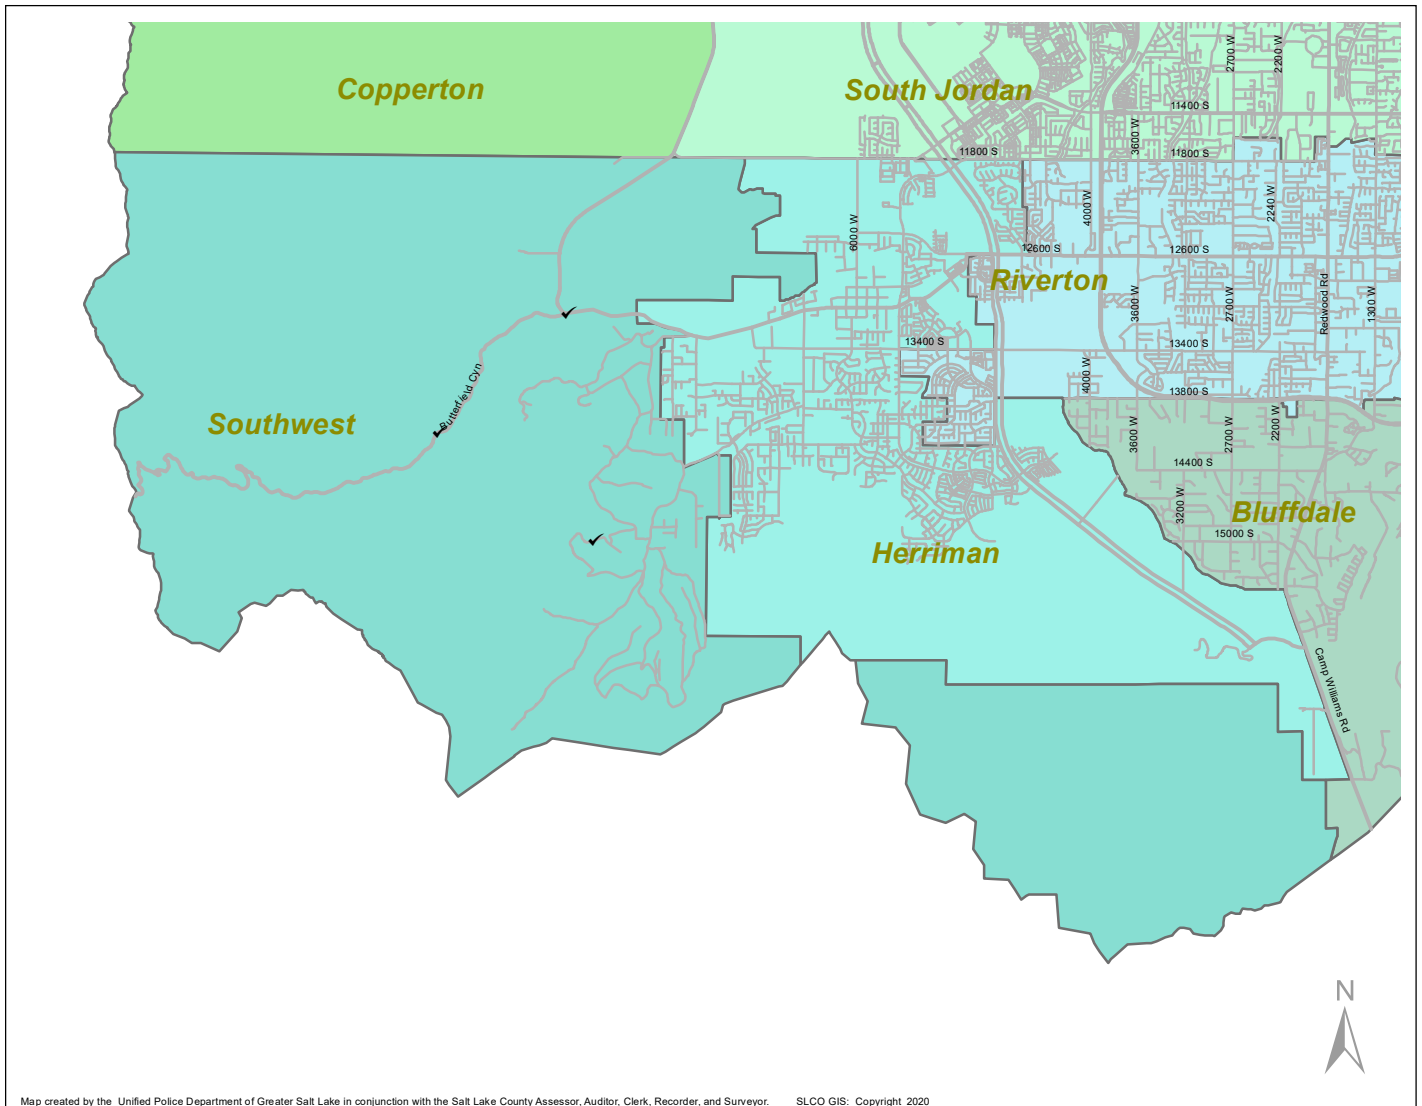 2700 W
2200 W
Copperton
South Jordan
11400 S
3600 W
11800 S
11800 S
4000 W
2240 W
6000 W
12600 S
12600 S
Riverton
3600 W
2700 W
Redwood Rd
1300 W
13400 S
13400 S
Butterfield Cyn
4000 W
13800 S
Southwest
3600 W
2700 W
2200 W
14400 S
3200 W
Bluffdale
15000 S
Herriman
Camp Williams Rd
N
Map created by the Unified Police Department of Greater Salt Lake in conjunction with the Salt Lake County Assessor, Auditor, Clerk, Recorder, and Surveyor. SLCO GIS: Copyright 2020